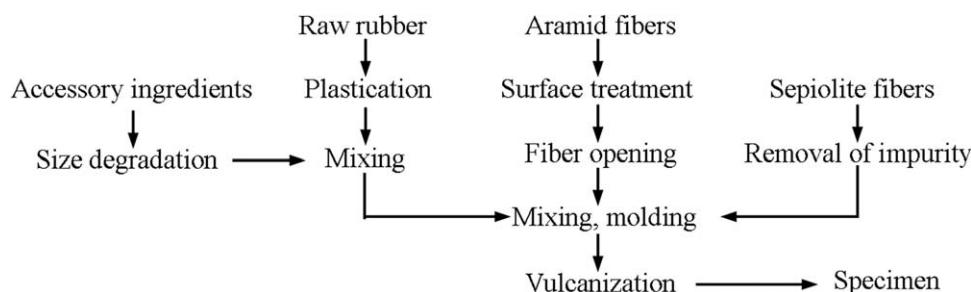 Raw rubber
Aramid fibers
Accessory ingredients
Plastication
Surface treatment
Sepiolite fibers
Size degradation
Mixing
Fiber opening
Removal of impurity
Mixing, molding
Vulcanization
Specimen